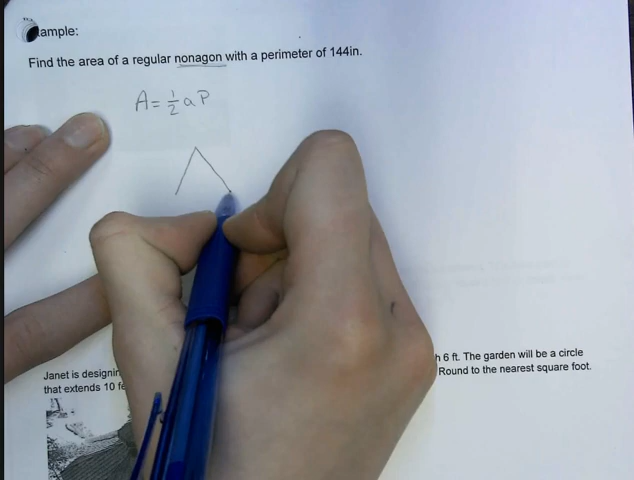 ample:
Find the area of a regular nonagon with a perimeter of 144in.
A = 1/2 a P
Janet is designin h 6 ft. The garden will be a circle
that extends 10 fe Round to the nearest square foot.